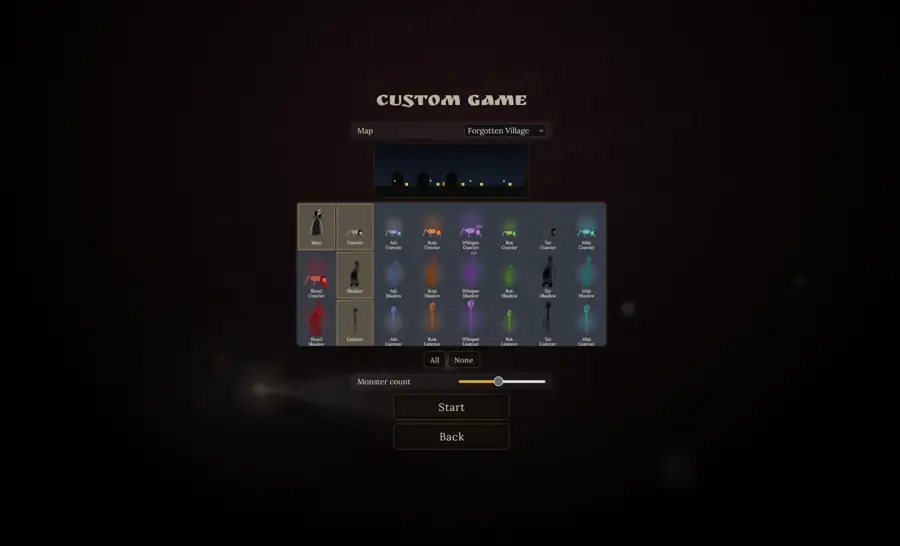 CUSTOM GAME
Map
Forgotten Village
Crawler
Ash Crawler
Rust Crawler
Whisper Crawler
Rot Crawler
Tar Crawler
Mist Crawler
Blood Crawler
Shadow
Ash Shadow
Rust Shadow
Whisper Shadow
Rot Shadow
Tar Shadow
Mist Shadow
Blood Shadow
Listener
Ash Listener
Rust Listener
Whisper Listener
Rot Listener
Tar Listener
Mist Listener
All
None
Monster count
Start
Back